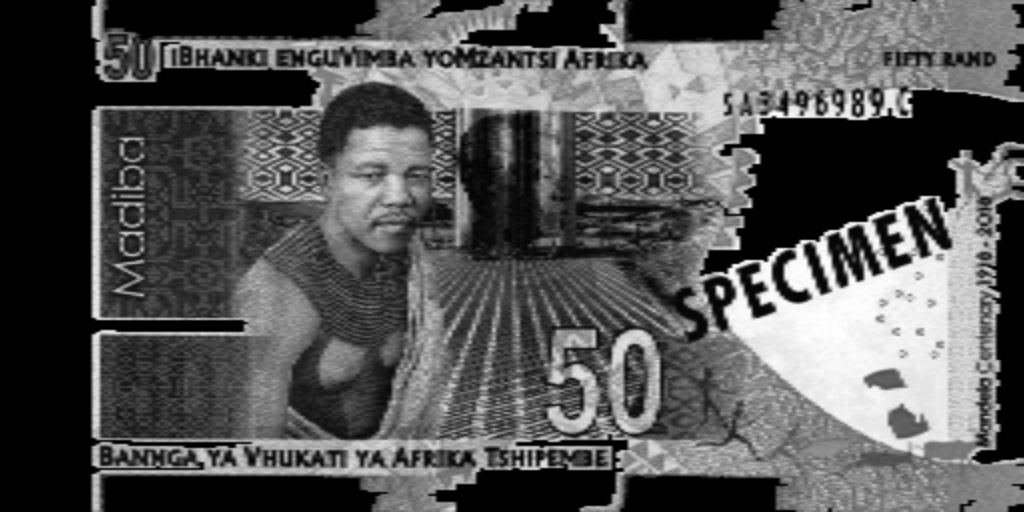 50 iBhanki enguVimba yoMzantsi Afrika
FIFTY RAND
SA3496989.C
Madiba
SPECIMEN
50
Mandela Centenary 1918 - 2018
Bannga ya Vhukati ya Afrika Tshipembe